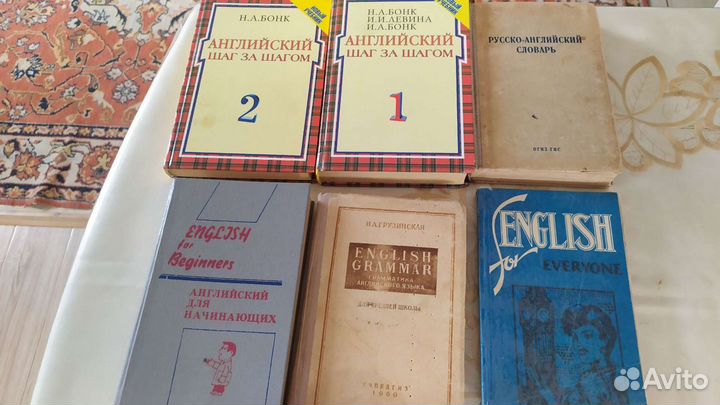 Н.А.БОНК
АНГЛИЙСКИЙ
ШАГ ЗА ШАГОМ
2
Н.А.БОНК
И.И.ЛЕВИНА
И.А.БОНК
АНГЛИЙСКИЙ
ШАГ ЗА ШАГОМ
1
РУССКО-АНГЛИЙСКИЙ
СЛОВАРЬ
ОГИЗ-ГИС
ENGLISH
for
Beginners
АНГЛИЙСКИЙ
ДЛЯ
НАЧИНАЮЩИХ
И.А.ГРУЗИНСКАЯ
ENGLISH
GRAMMAR
ГРАММАТИКА
АНГЛИЙСКОГО ЯЗЫКА
ДЛЯ СРЕДНЕЙ ШКОЛЫ
УЧПЕДГИЗ
1960
ENGLISH
for
EVERYONE
Avito